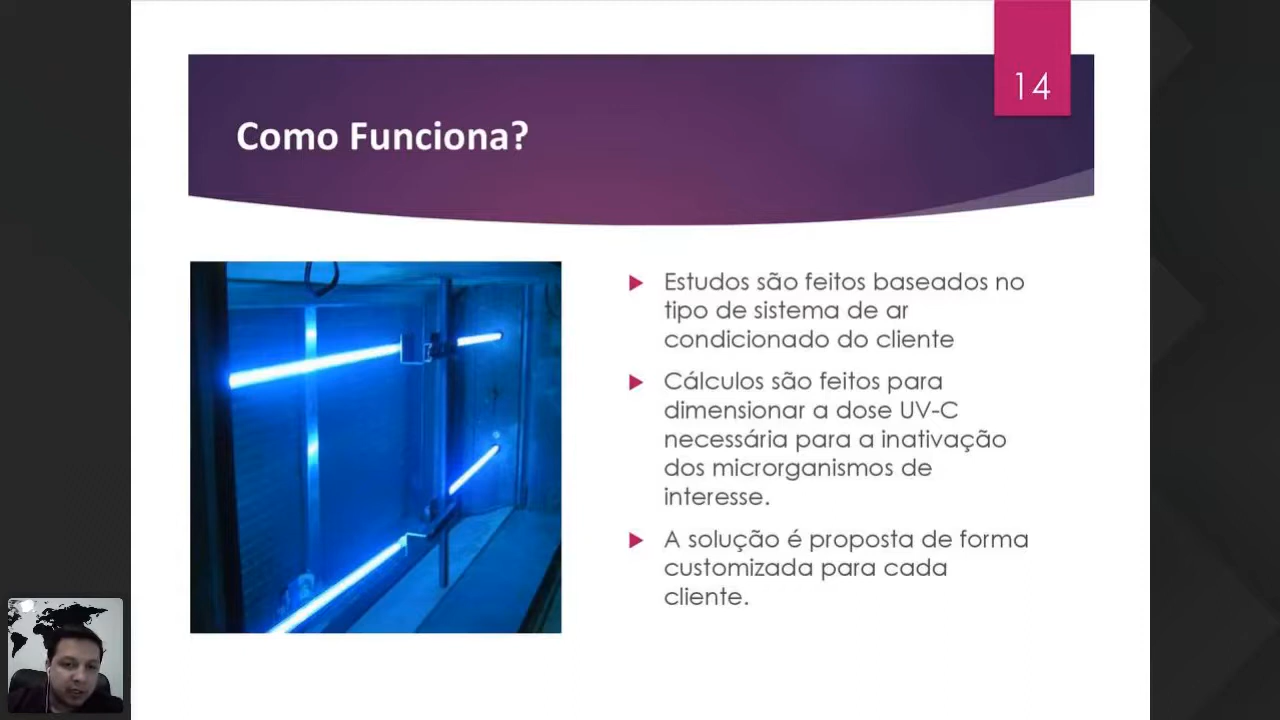 14
Como Funciona?
Estudos são feitos baseados no
tipo de sistema de ar
condicionado do cliente
Cálculos são feitos para
dimensionar a dose UV-C
necessária para a inativação
dos microrganismos de
interesse.
A solução é proposta de forma
customizada para cada
cliente.